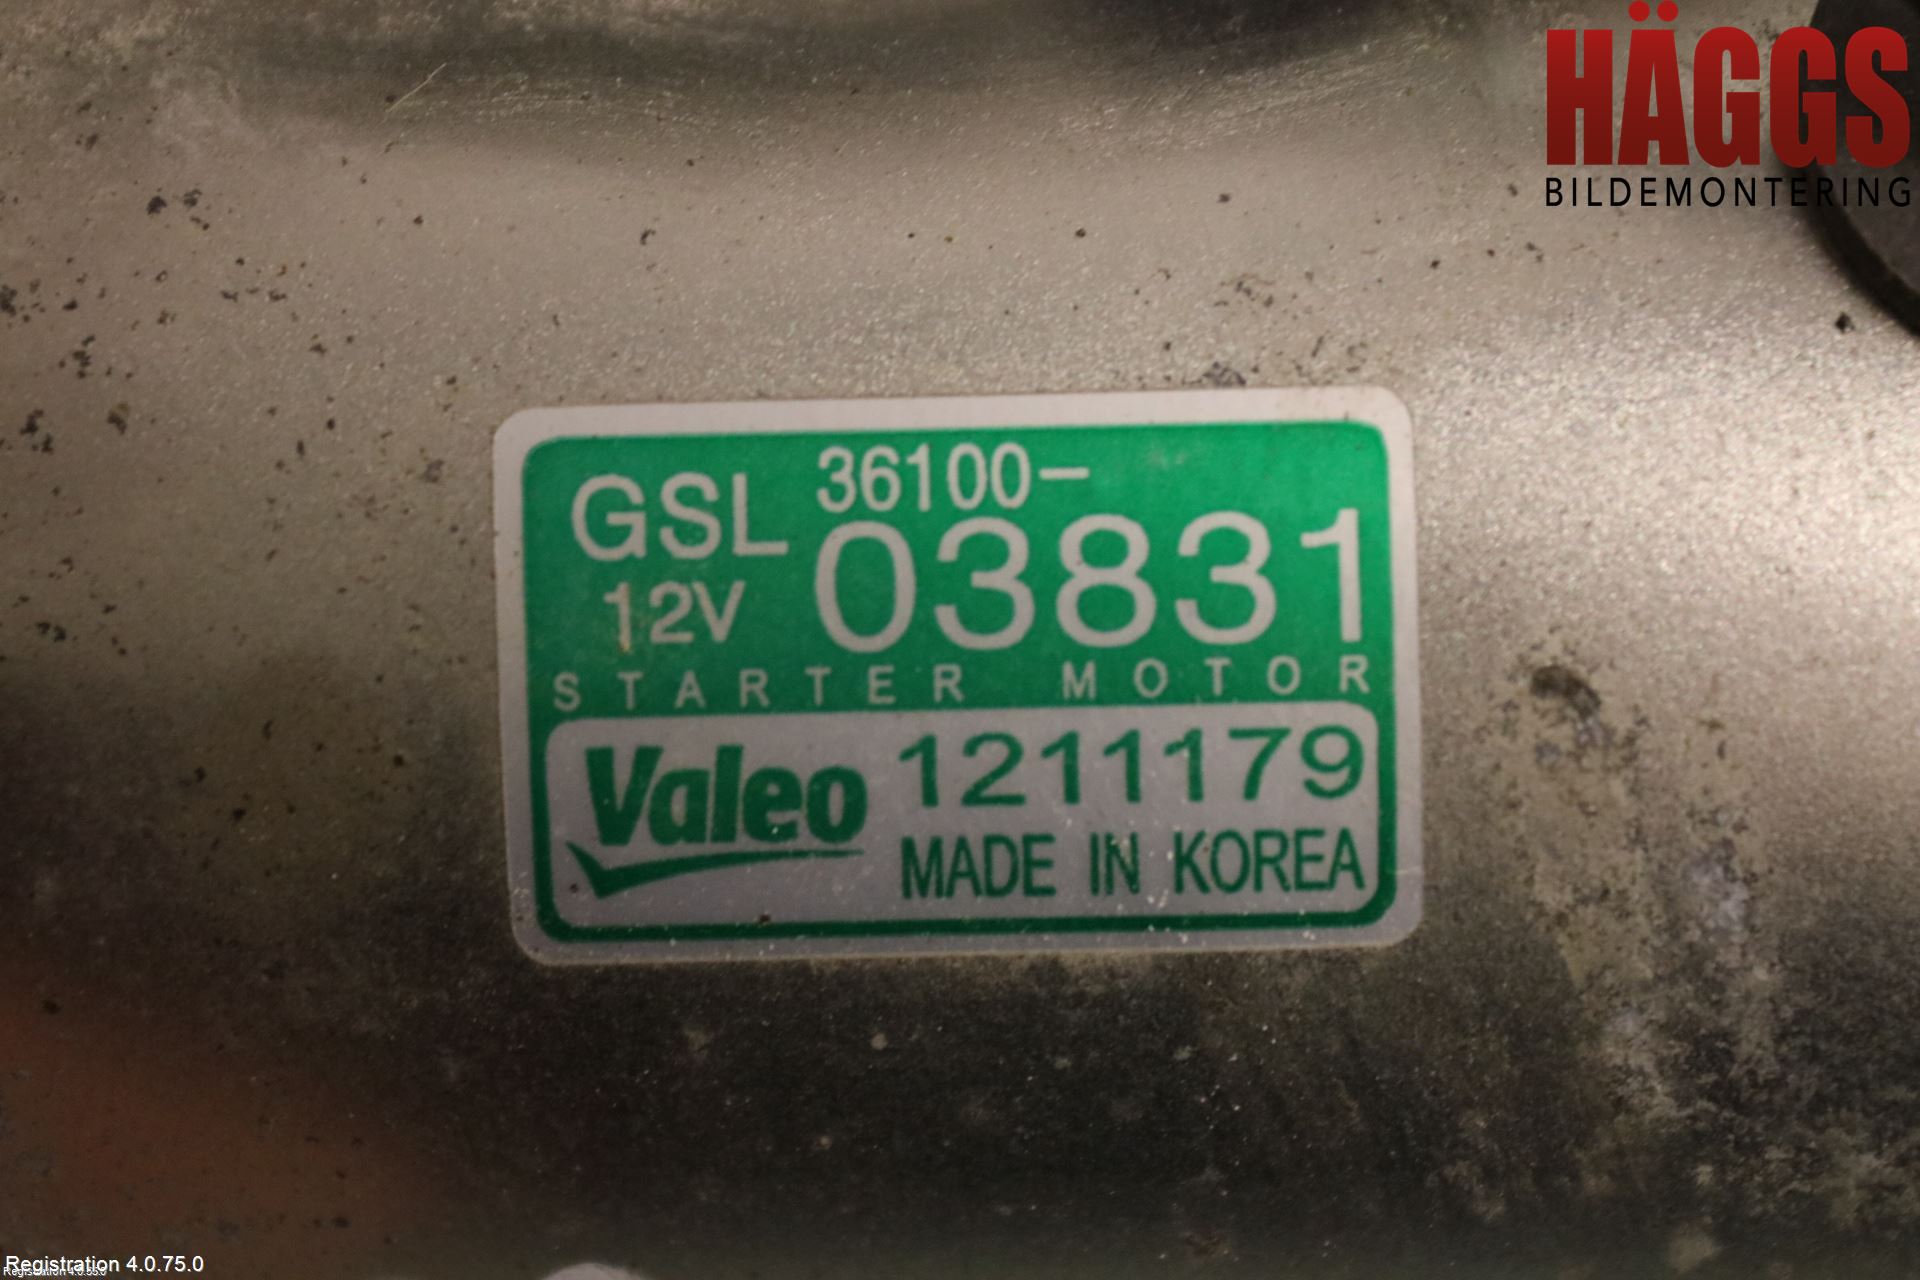 HÄGGS
BILDEMONTERING
GSL 36100-
12V 03831
STARTER MOTOR
Valeo 1211179
MADE IN KOREA
Registration 4.0.75.0